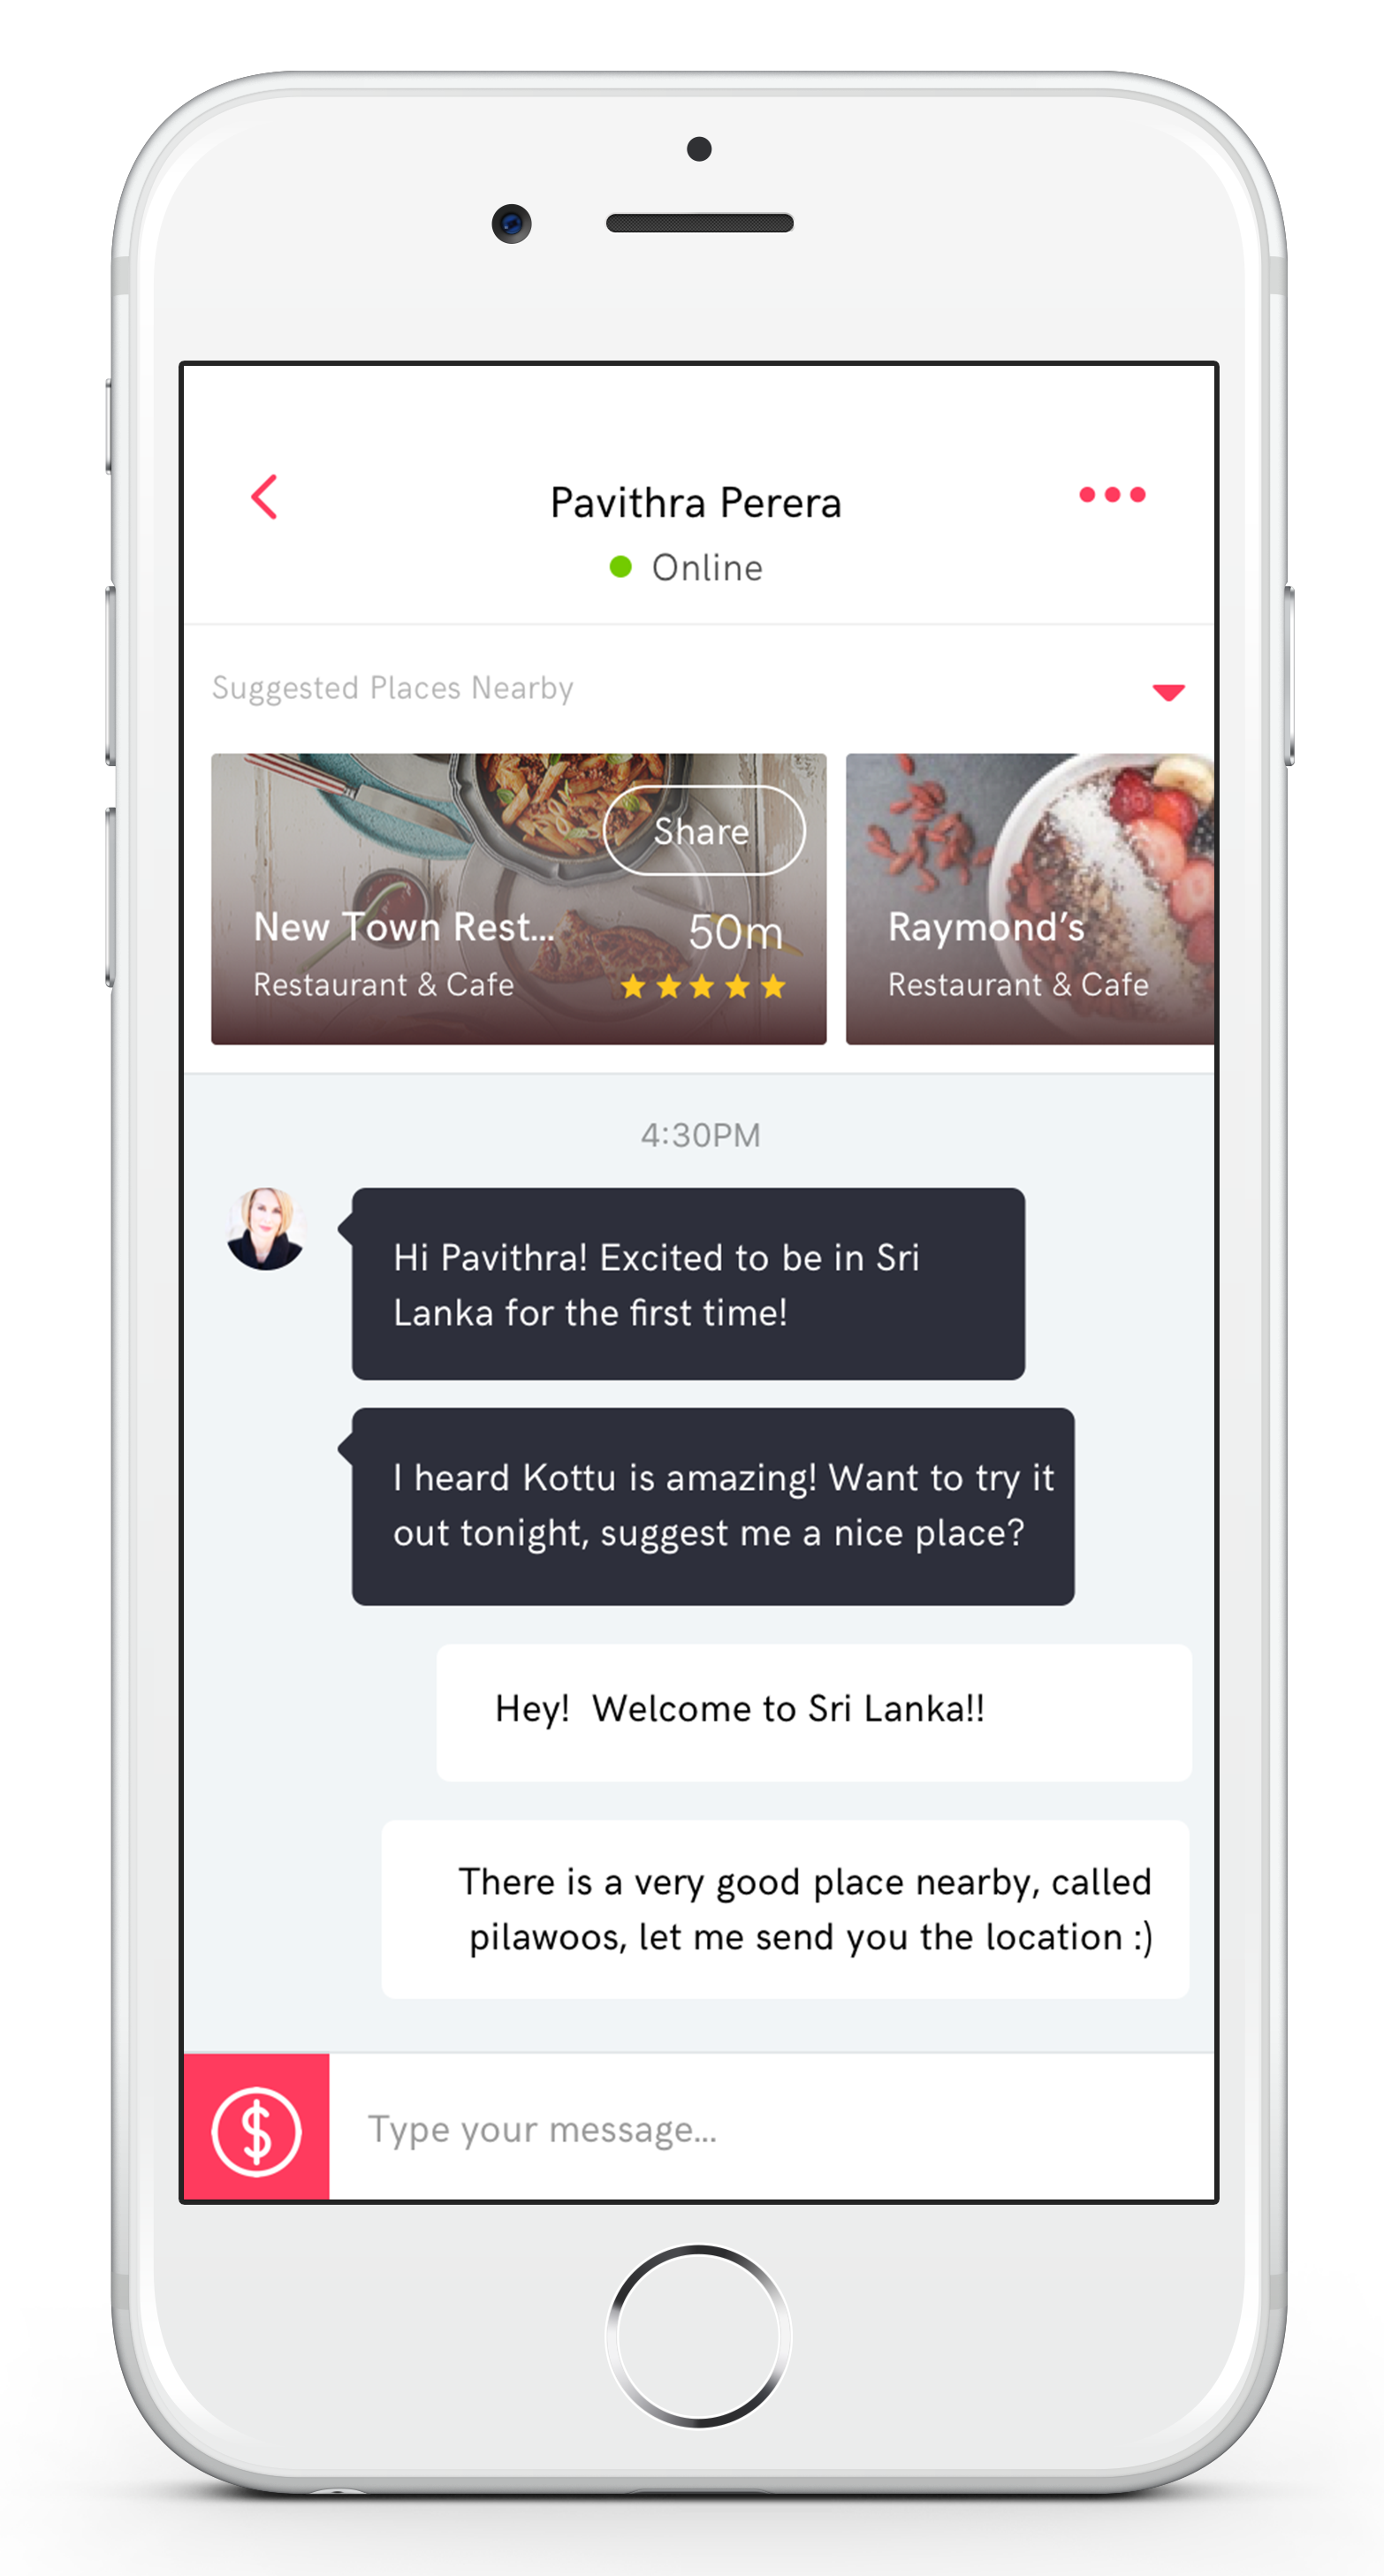 Pavithra Perera
Online
Suggested Places Nearby
Share
New Town Rest...
50m
Restaurant & Cafe
Raymond's
Restaurant & Cafe
4:30PM
Hi Pavithra! Excited to be in Sri
Lanka for the first time!
I heard Kottu is amazing! Want to try it
out tonight, suggest me a nice place?
Hey!  Welcome to Sri Lanka!!
There is a very good place nearby, called
pilawoos, let me send you the location :)
$
Type your message...